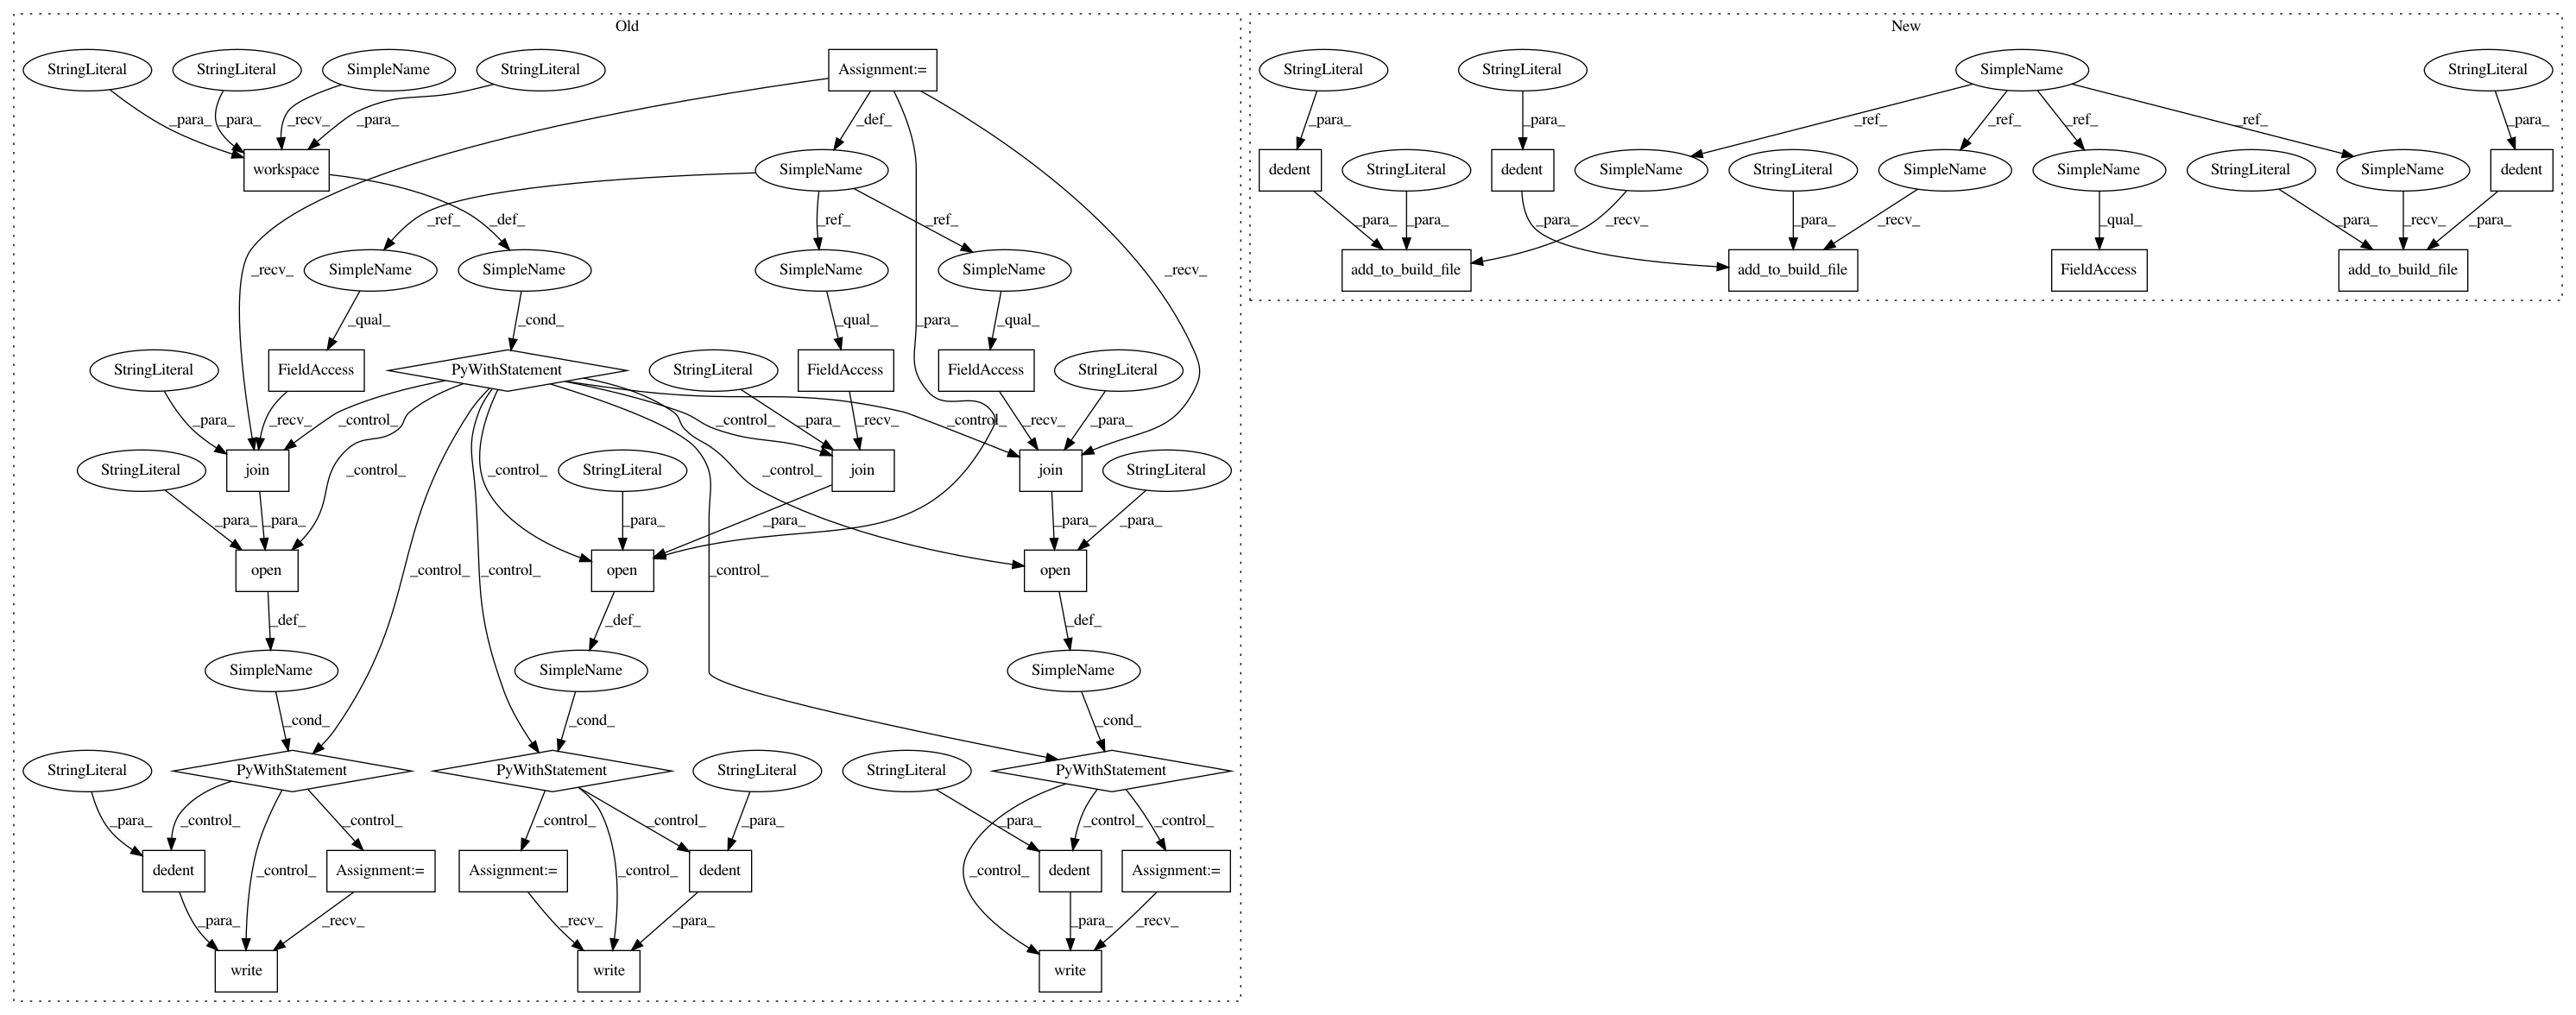 Old New
StringLiteral StringLiteral SimpleName StringLiteral Assignment:= StringLiteral StringLiteral SimpleName StringLiteral
_para_ _para_ _recv_ _para_ _def_ _para_ _para_ _ref_ _ref_ _ref_ _ref_ _para_
workspace SimpleName dedent StringLiteral dedent SimpleName StringLiteral SimpleName SimpleName StringLiteral SimpleName dedent
_ref_ _def_ _ref_ _ref_ _para_ _para_ _recv_ _para_ _para_ _recv_ _qual_ _para_ _recv_ _para_
_recv_ SimpleName SimpleName SimpleName SimpleName _recv_ add_to_build_file add_to_build_file FieldAccess add_to_build_file
_qual_ _cond_ _qual_ _para_ _qual_
StringLiteral FieldAccess PyWithStatement StringLiteral FieldAccess FieldAccess StringLiteral
_para_ _recv_ _control_ _control_ _para_ _recv_ _control_ _recv_ _para_
StringLiteral join _control_ _control_ StringLiteral _control_ join join StringLiteral
_para_ _para_ _para_ _para_ _para_ _para_
open _control_ _control_ open _control_ open
_def_ _def_ _def_
SimpleName SimpleName SimpleName
_cond_ _cond_ _cond_
StringLiteral PyWithStatement PyWithStatement StringLiteral StringLiteral PyWithStatement
_para_ _control_ _control_ _control_ _control_ _para_ _para_ _control_ _control_
dedent _control_ Assignment:= Assignment:= _control_ dedent _control_ dedent Assignment:=
_para_ _recv_ _recv_ _para_ _para_ _recv_
write write write